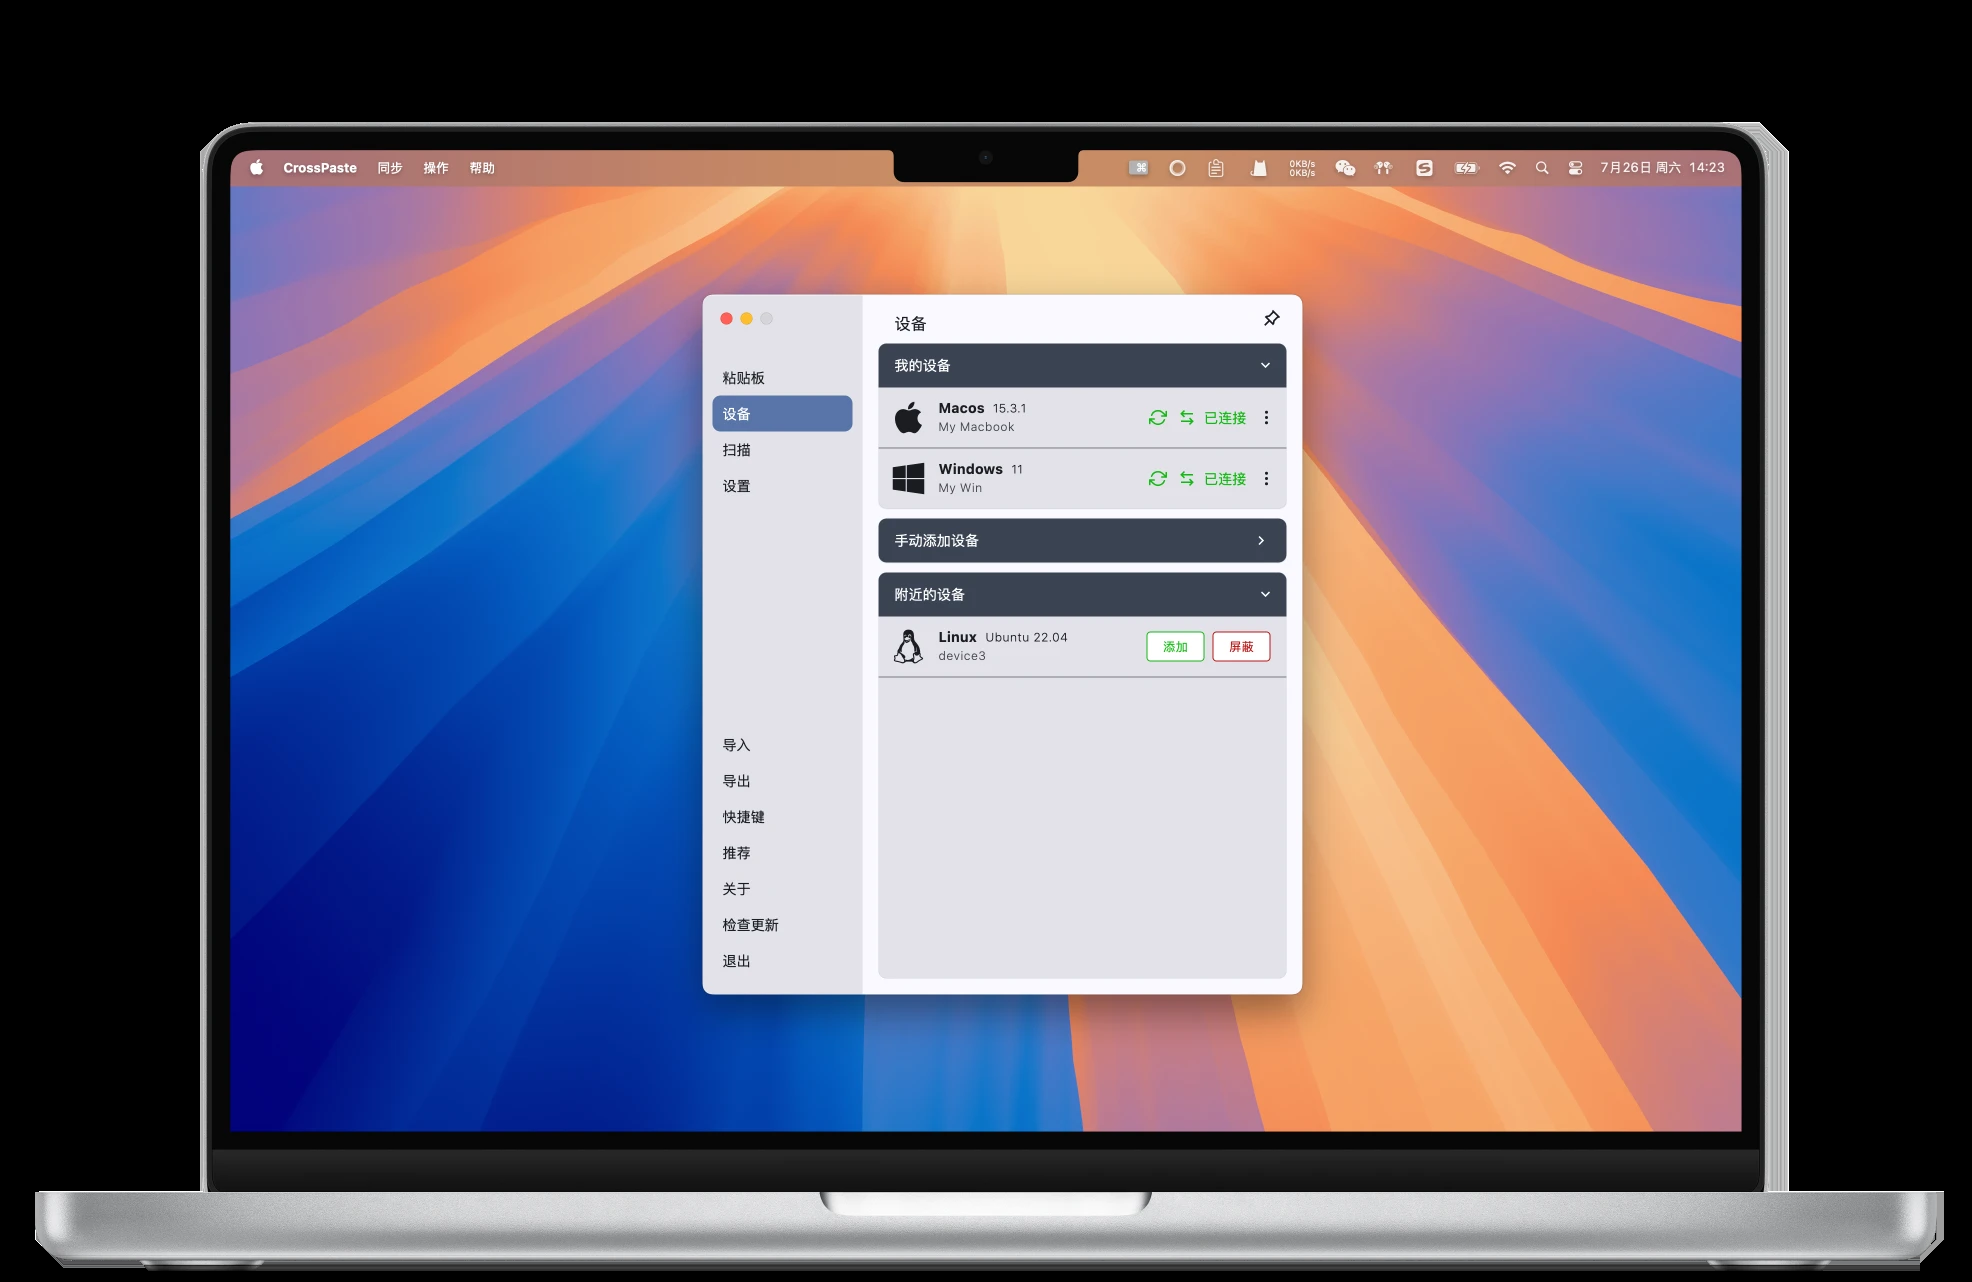 CrossPaste 同步 操作 帮助
0KB/s
0KB/s
7月26日 周六 14:23
设备
粘贴板
设备
扫描
设置
导入
导出
快捷键
推荐
关于
检查更新
退出
我的设备
Macos 15.3.1
My Macbook
已连接
Windows 11
My Win
已连接
手动添加设备
附近的设备
Linux Ubuntu 22.04
device3
添加
屏蔽